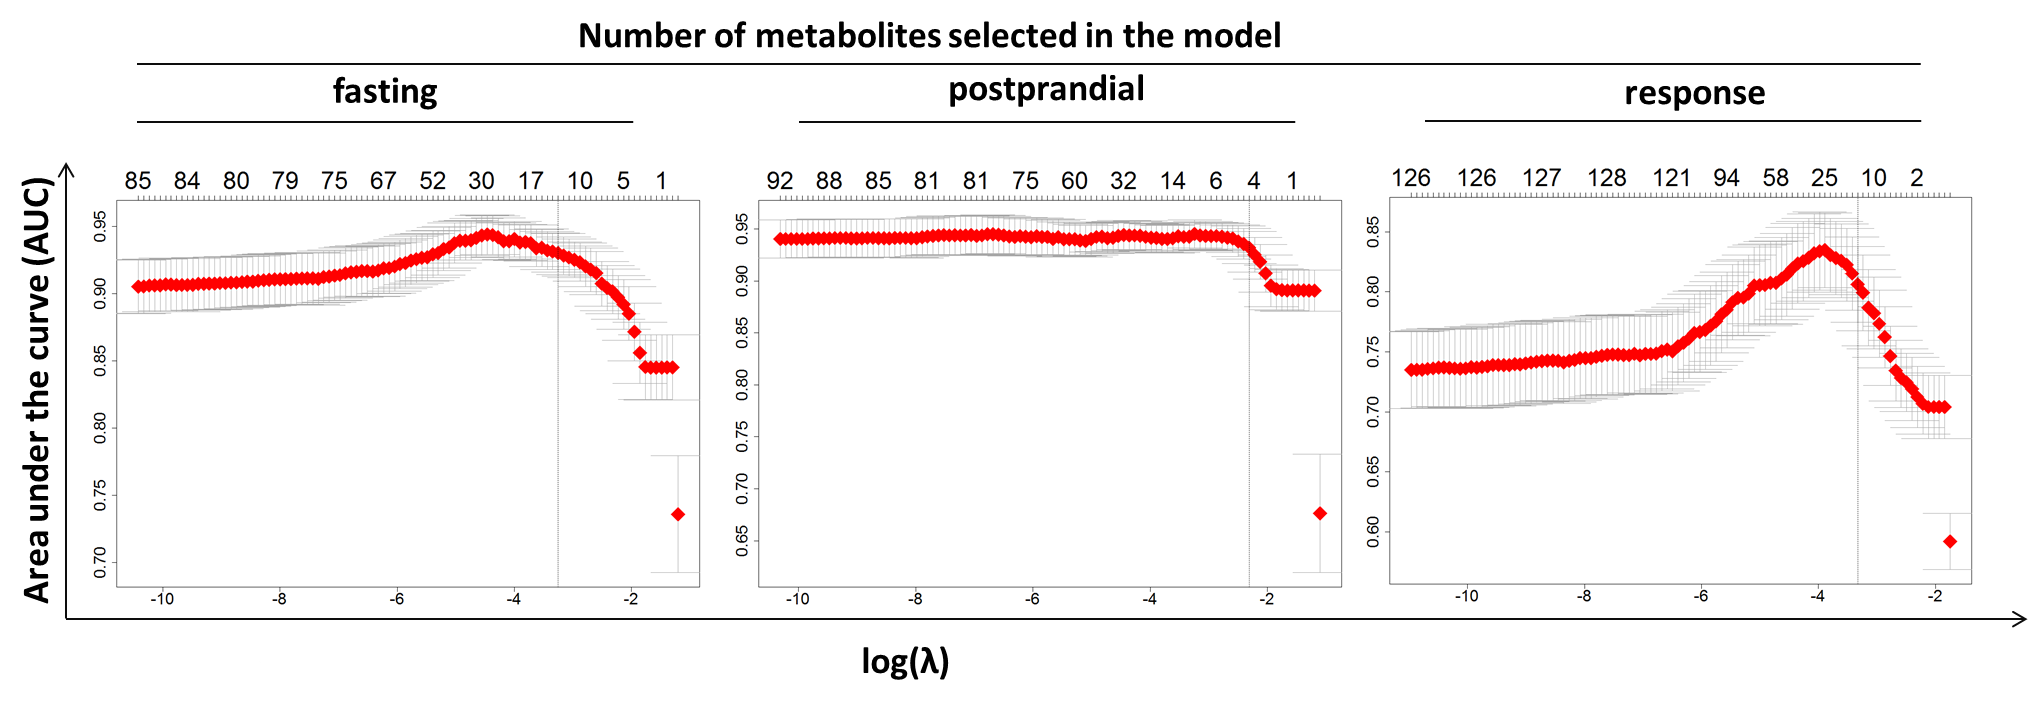 Number of metabolites selected in the model
fasting postprandial response
85 84 80 79 75 67 52 30 17 10 5 1
92 88 85 81 81 75 60 32 14 6 4 1
126 126 127 128 121 94 58 25 10 2
Area under the curve (AUC)
0.95
0.90
0.85
0.80
0.75
0.70
-10 -8 -6 -4 -2
0.95
0.90
0.85
0.80
0.75
0.70
0.65
-10 -8 -6 -4 -2
0.85
0.80
0.75
0.70
0.65
0.60
-10 -8 -6 -4 -2
log(λ)